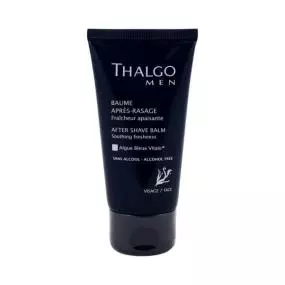 THALGO
MEN
BAUME
APRÈS-RASAGE
Fraîcheur apaisante
AFTER SHAVE BALM
Soothing freshness
Algue Bleue Vitale
SANS ALCOOL - ALCOHOL FREE
VISAGE / FACE